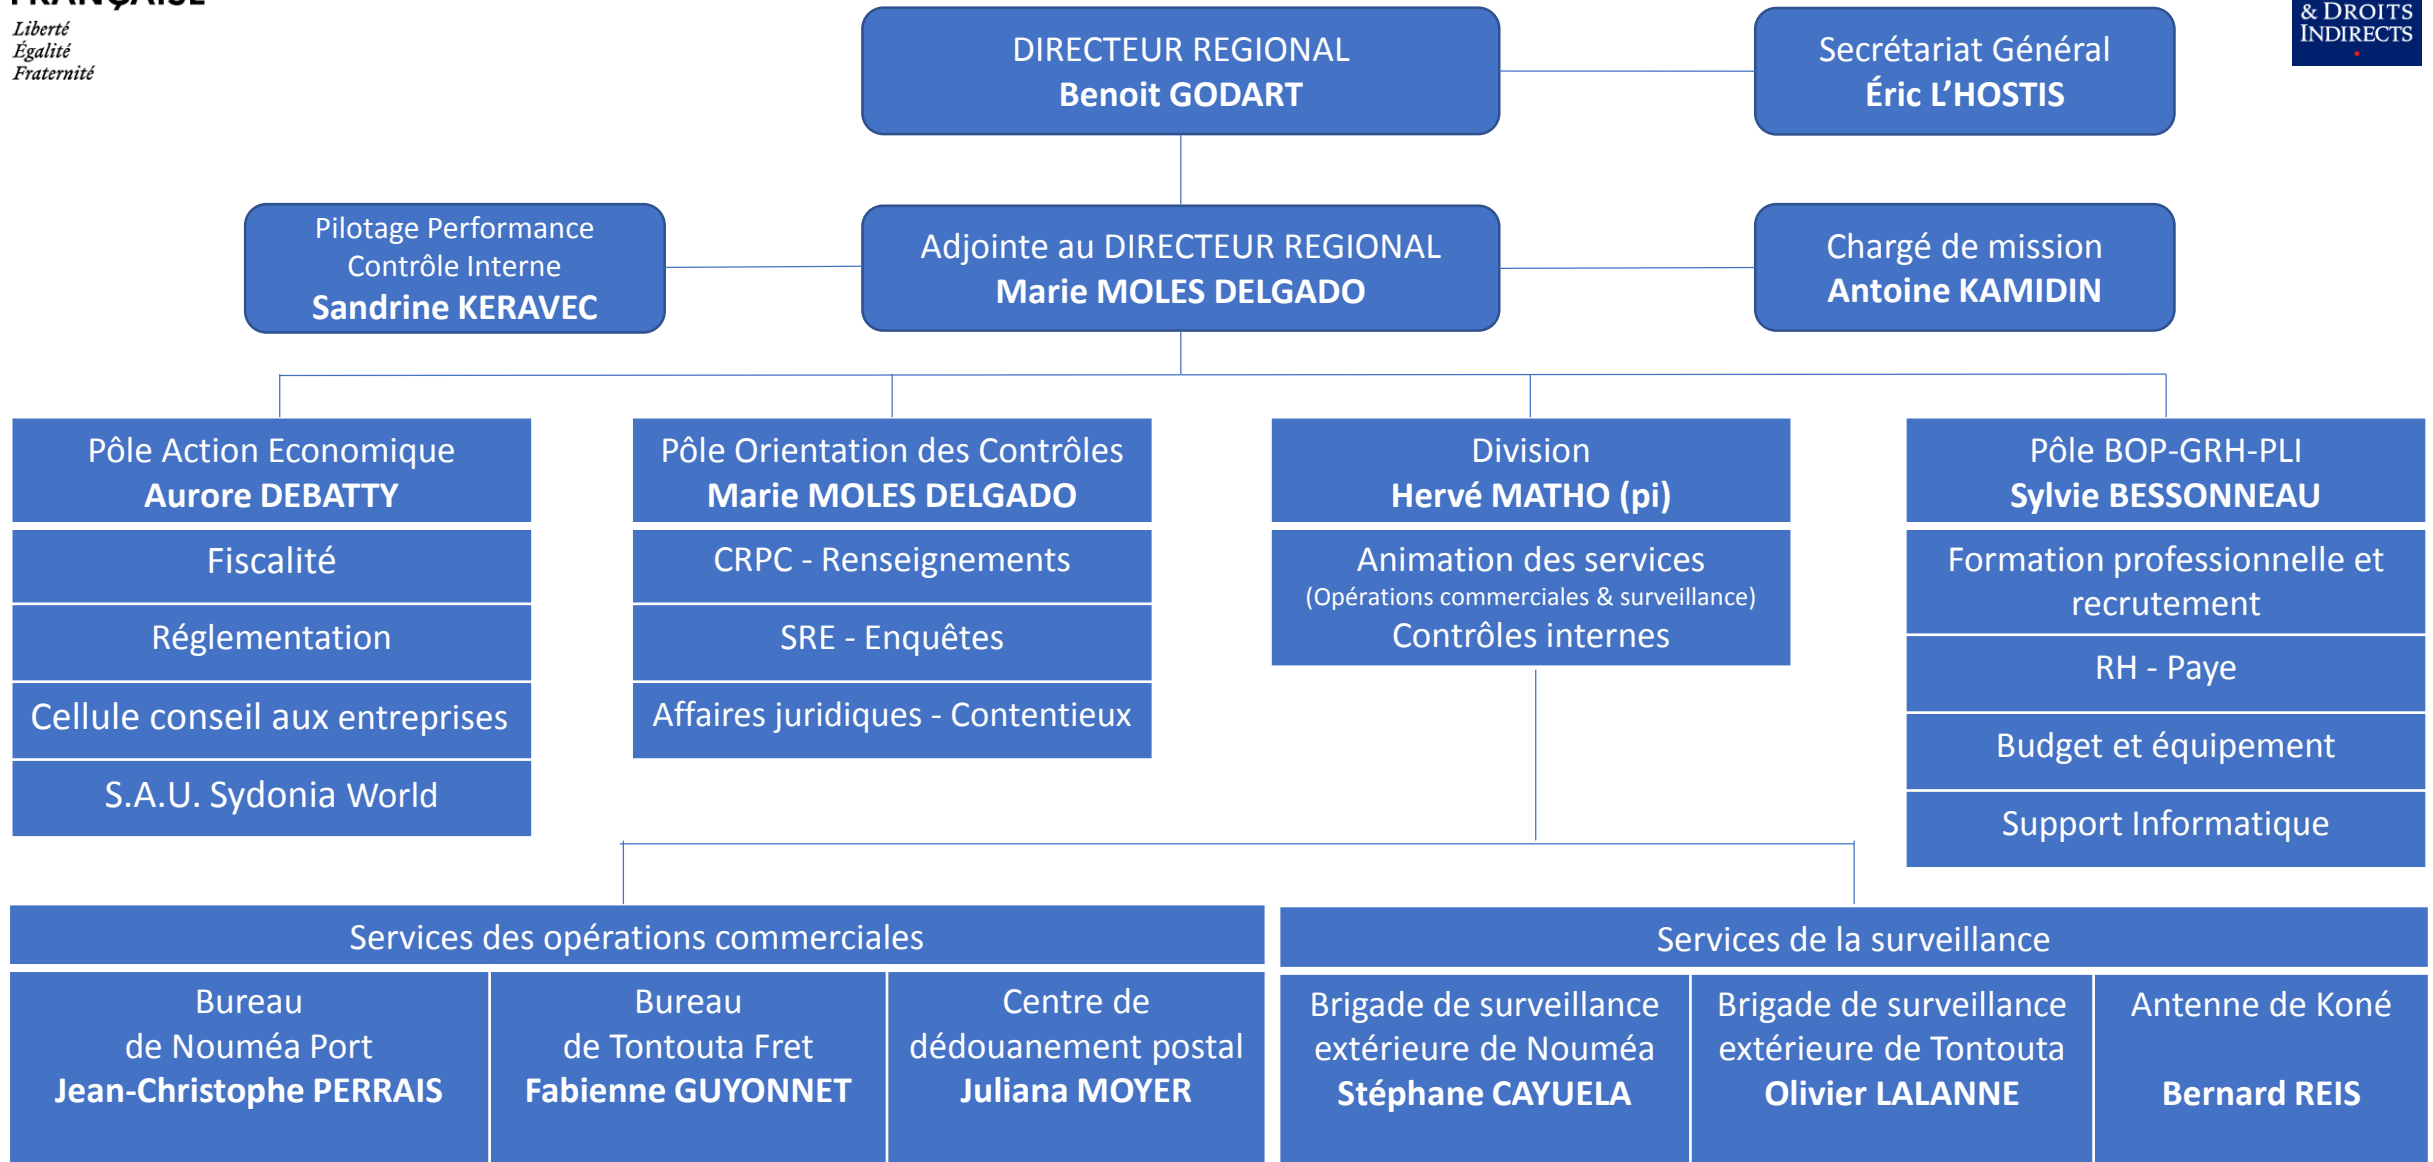 FRANÇAISE
Liberté
Égalité
Fraternité
& DROITS
INDIRECTS
DIRECTEUR REGIONAL
Benoit GODART
Secrétariat Général
Éric L’HOSTIS
Pilotage Performance
Contrôle Interne
Sandrine KERAVEC
Adjointe au DIRECTEUR REGIONAL
Marie MOLES DELGADO
Chargé de mission
Antoine KAMIDIN
Pôle Action Economique
Aurore DEBATTY
Fiscalité
Réglementation
Cellule conseil aux entreprises
S.A.U. Sydonia World
Pôle Orientation des Contrôles
Marie MOLES DELGADO
CRPC - Renseignements
SRE - Enquêtes
Affaires juridiques - Contentieux
Division
Hervé MATHO (pi)
Animation des services
(Opérations commerciales & surveillance)
Contrôles internes
Pôle BOP-GRH-PLI
Sylvie BESSONNEAU
Formation professionnelle et
recrutement
RH - Paye
Budget et équipement
Support Informatique
Services des opérations commerciales
Bureau
de Nouméa Port
Jean-Christophe PERRAIS
Bureau
de Tontouta Fret
Fabienne GUYONNET
Centre de
dédouanement postal
Juliana MOYER
Services de la surveillance
Brigade de surveillance
extérieure de Nouméa
Stéphane CAYUELA
Brigade de surveillance
extérieure de Tontouta
Olivier LALANNE
Antenne de Koné
Bernard REIS